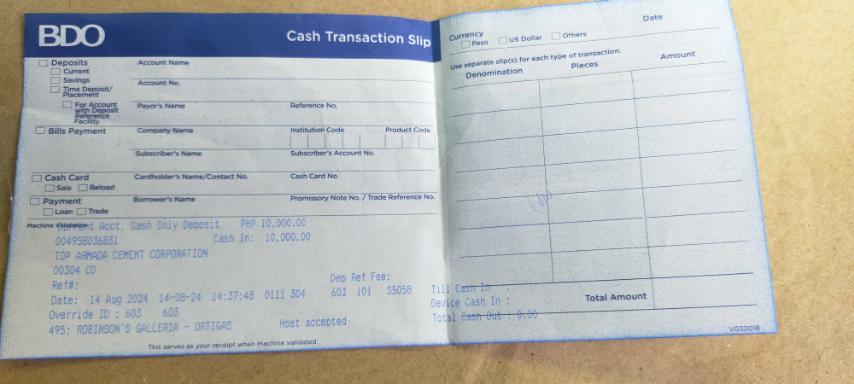 BDO
Cash Transaction Slip
Deposits
Current
Savings
Time Deposit/
Placement
For Account
with Deposit
Reference
Facility
Account Name
Account No.
Payor's Name Reference No.
Bills Payment
Company Name Institution Code Product Code
Subscriber's Name Subscriber's Account No.
Cash Card
Sale Reload
Cardholder's Name/Contact No. Cash Card No.
Payment
Loan Trade
Borrower's Name Promissory Note No. / Trade Reference No.
Machine Validation
Acct. Cash Only Deposit PHP 10,000.00
004958036831 Cash In: 10,000.00
TOP ARMADA CEMENT CORPORATION
00304 CD
Ref#: Dep Ref Fee:
Date: 14 Aug 2024 14-08-24 14:37:48 0111 304 603 101 S5058
Override ID : 603 603
495: ROBINSON'S GALLERIA - ORTIGAS Host accepted
This serves as your receipt when machine validated.
Currency
Peso US Dollar Others
Date
Use separate slip(s) for each type of transaction.
Denomination Pieces Amount
Till Cash In
Device Cash In :
Total Cash Out : 0.00
Total Amount
V032018